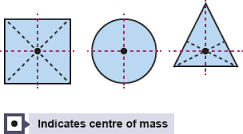 Indicates centre of mass